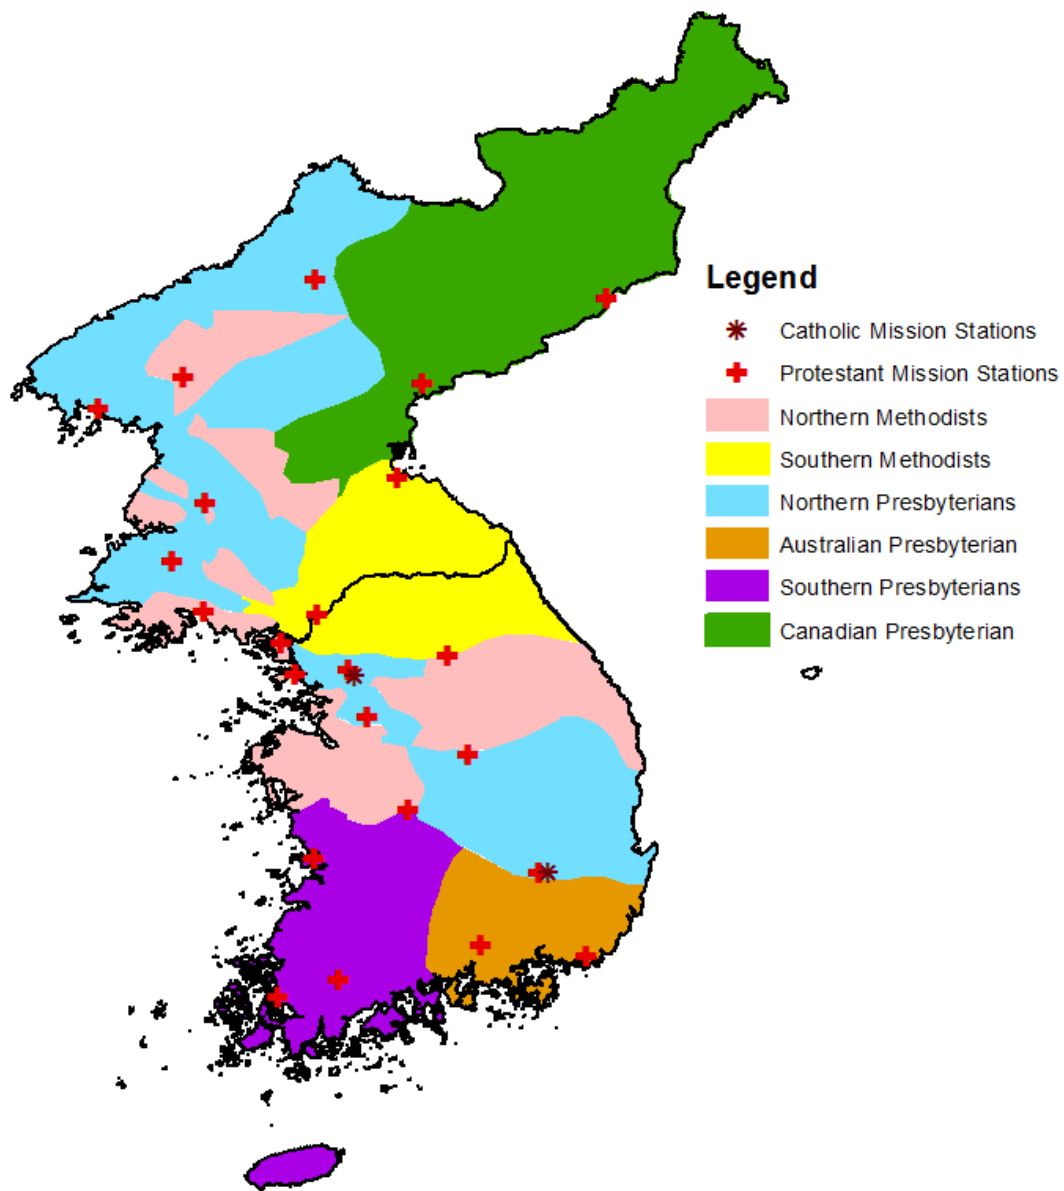 Legend
Catholic Mission Stations
Protestant Mission Stations
Northern Methodists
Southern Methodists
Northern Presbyterians
Australian Presbyterian
Southern Presbyterians
Canadian Presbyterian